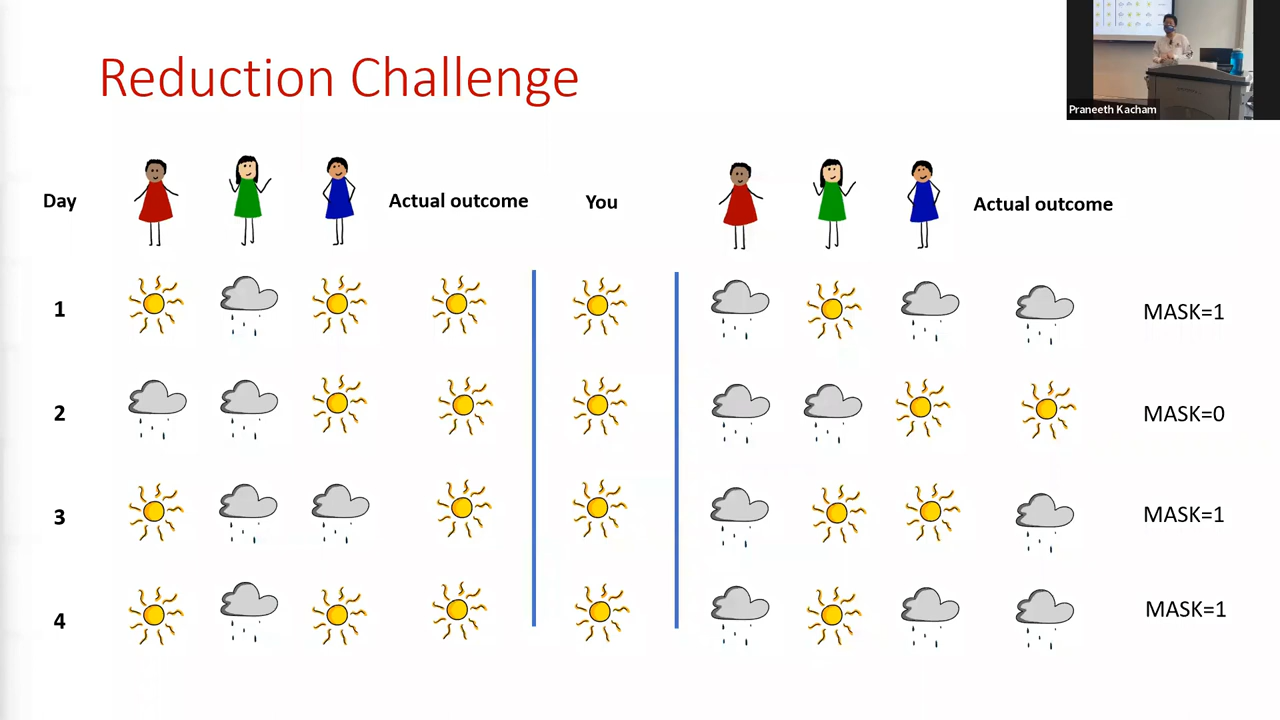 Reduction Challenge
Praneeth Kacham
Day
Actual outcome
You
Actual outcome
1
MASK=1
2
MASK=0
3
MASK=1
4
MASK=1